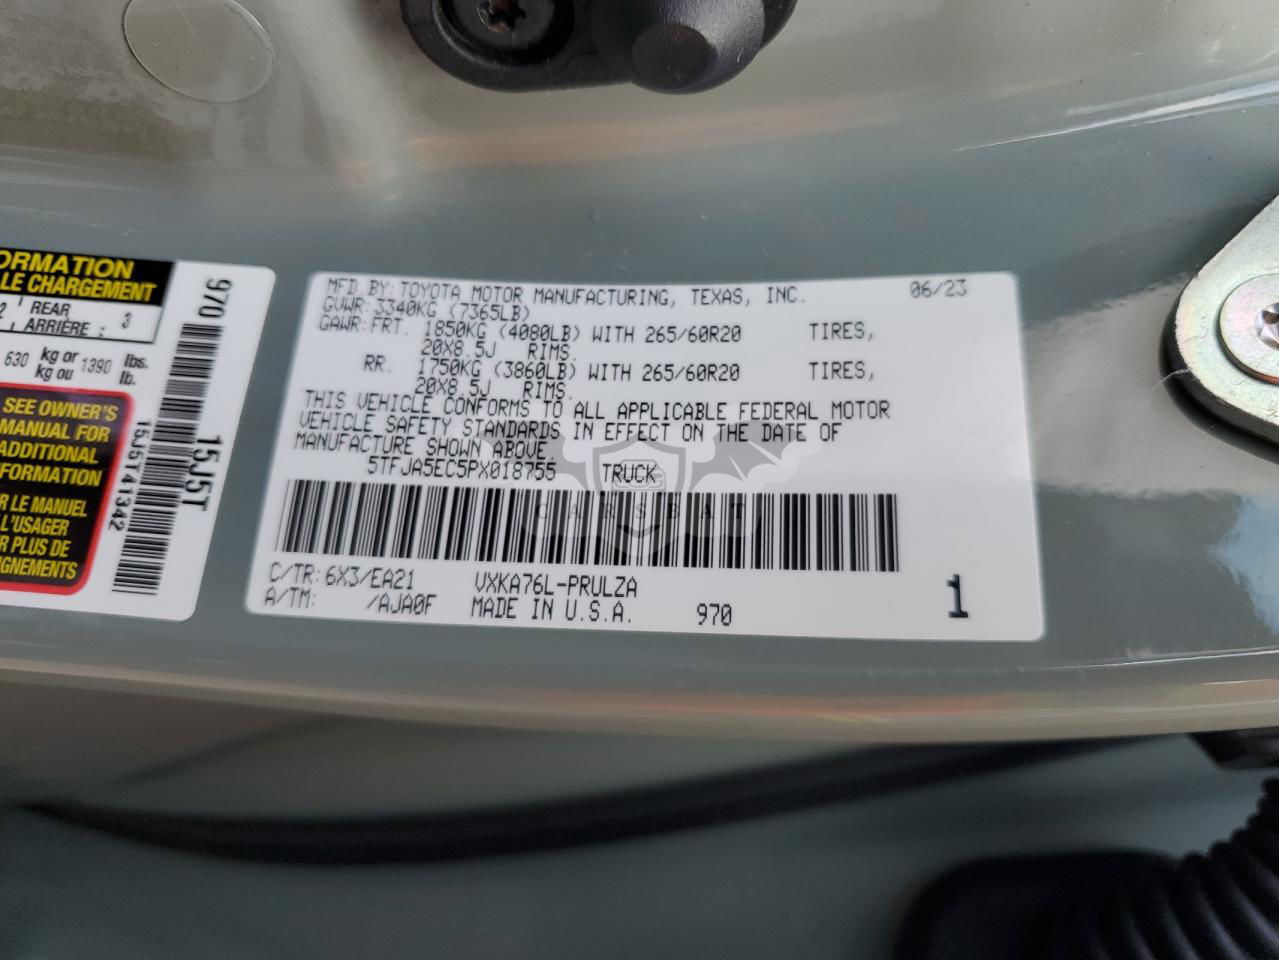 ORMATION
LE CHARGEMENT
2 REAR
ARRIÈRE : 3
630 kg or 1390 lbs.
kg ou lb.
SEE OWNER'S
MANUAL FOR
ADDITIONAL
INFORMATION
R LE MANUEL
L'USAGER
R PLUS DE
IGNEMENTS
970
15J5T
15J5T41342
MFD.BY:TOYOTA MOTOR MANUFACTURING, TEXAS, INC. 06/23
GVWR:3340KG (7365LB)
GAWR:FRT. 1850KG (4080LB) WITH 265/60R20 TIRES,
20X8.5J RIMS.
RR. 1750KG (3860LB) WITH 265/60R20 TIRES,
20X8.5J RIMS.
THIS VEHICLE CONFORMS TO ALL APPLICABLE FEDERAL MOTOR
VEHICLE SAFETY STANDARDS IN EFFECT ON THE DATE OF
MANUFACTURE SHOWN ABOVE.
5TFJA5EC5PX018755 TRUCK
CARSBAT
C/TR:6X3/EA21 VXKA76L-PRULZA
A/TM: /AJA0F MADE IN U.S.A. 970 1